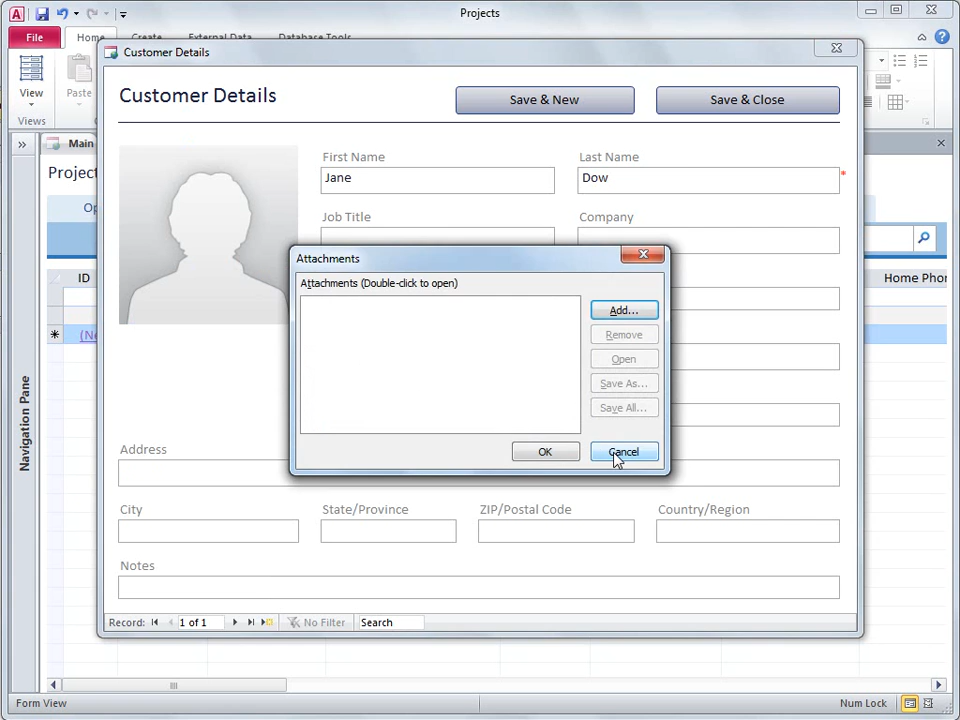 Projects
File
Home
Create
External Data
Database Tools
View
Paste
Views
Main
Customer Details
Customer Details
Save & New
Save & Close
First Name
Last Name
Jane
Dow
*
Job Title
Company
Attachments
Attachments (Double-click to open)
Add...
Remove
Open
Save As...
Save All...
OK
Cancel
ID
Home Phon
Navigation Pane
Address
City
State/Province
ZIP/Postal Code
Country/Region
Notes
Record:
1 of 1
No Filter
Search
Form View
Num Lock